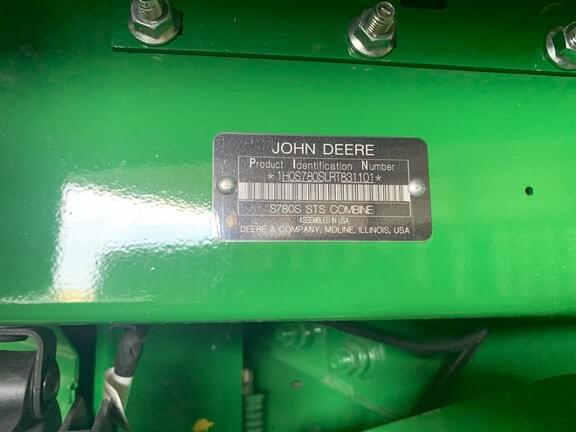 JOHN DEERE
Product Identification Number
*1H0S780SLRT831101*
S780S STS COMBINE
ASSEMBLED IN USA
DEERE & COMPANY, MOLINE, ILLINOIS, USA